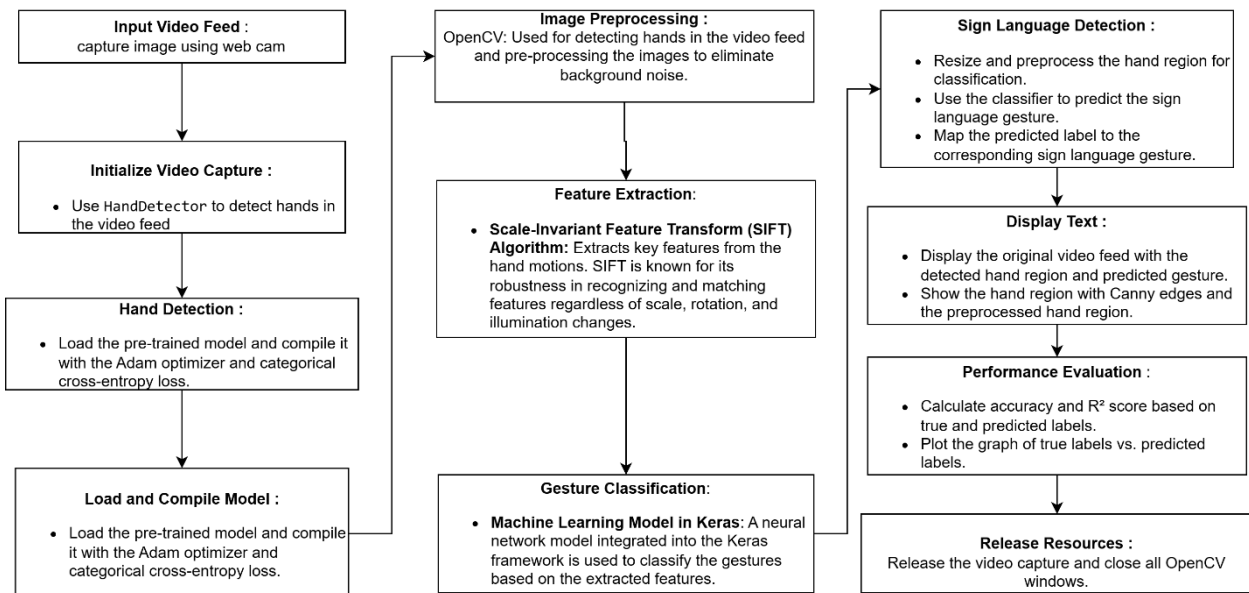 Input Video Feed :
capture image using web cam
Initialize Video Capture :
• Use HandDetector to detect hands in
the video feed
Hand Detection :
• Load the pre-trained model and compile it
with the Adam optimizer and categorical
cross-entropy loss.
Load and Compile Model :
• Load the pre-trained model and compile
it with the Adam optimizer and
categorical cross-entropy loss.
Image Preprocessing :
OpenCV: Used for detecting hands in the video feed
and pre-processing the images to eliminate
background noise.
Feature Extraction:
• Scale-Invariant Feature Transform (SIFT)
Algorithm: Extracts key features from the
hand motions. SIFT is known for its
robustness in recognizing and matching
features regardless of scale, rotation, and
illumination changes.
Gesture Classification:
• Machine Learning Model in Keras: A neural
network model integrated into the Keras
framework is used to classify the gestures
based on the extracted features.
Sign Language Detection :
• Resize and preprocess the hand region for
classification.
• Use the classifier to predict the sign
language gesture.
• Map the predicted label to the
corresponding sign language gesture.
Display Text :
• Display the original video feed with the
detected hand region and predicted gesture.
• Show the hand region with Canny edges and
the preprocessed hand region.
Performance Evaluation :
• Calculate accuracy and R² score based on
true and predicted labels.
• Plot the graph of true labels vs. predicted
labels.
Release Resources :
Release the video capture and close all OpenCV
windows.